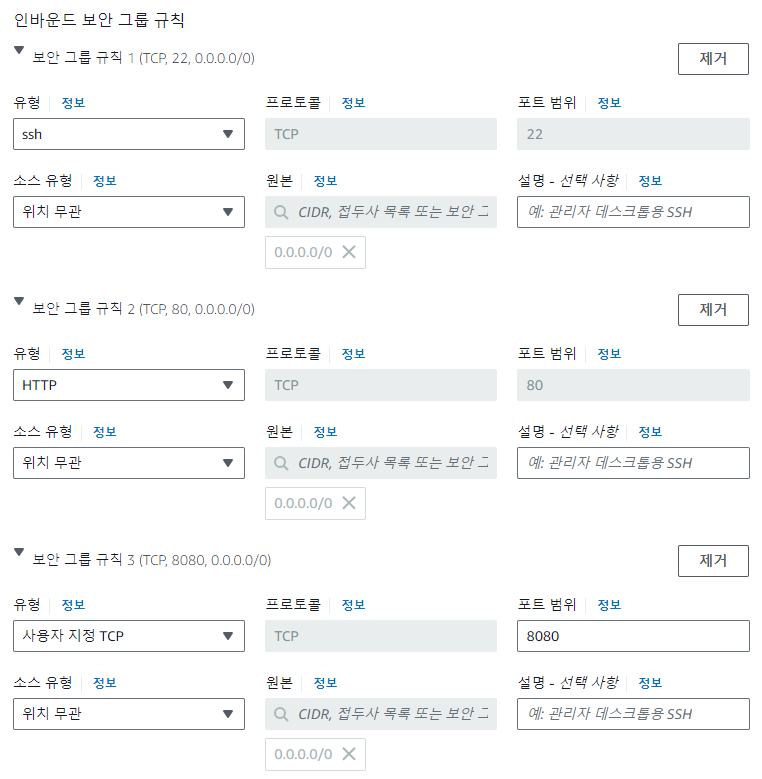 인바운드 보안 그룹 규칙
보안 그룹 규칙 1 (TCP, 22, 0.0.0.0/0) 제거
유형 정보 프로토콜 정보 포트 범위 정보
ssh TCP 22
소스 유형 정보 원본 정보 설명 - 선택 사항 정보
위치 무관 CIDR, 접두사 목록 또는 보안 그 예: 관리자 데스크톱용 SSH
0.0.0.0/0
보안 그룹 규칙 2 (TCP, 80, 0.0.0.0/0) 제거
유형 정보 프로토콜 정보 포트 범위 정보
HTTP TCP 80
소스 유형 정보 원본 정보 설명 - 선택 사항 정보
위치 무관 CIDR, 접두사 목록 또는 보안 그 예: 관리자 데스크톱용 SSH
0.0.0.0/0
보안 그룹 규칙 3 (TCP, 8080, 0.0.0.0/0) 제거
유형 정보 프로토콜 정보 포트 범위 정보
사용자 지정 TCP TCP 8080
소스 유형 정보 원본 정보 설명 - 선택 사항 정보
위치 무관 CIDR, 접두사 목록 또는 보안 그 예: 관리자 데스크톱용 SSH
0.0.0.0/0